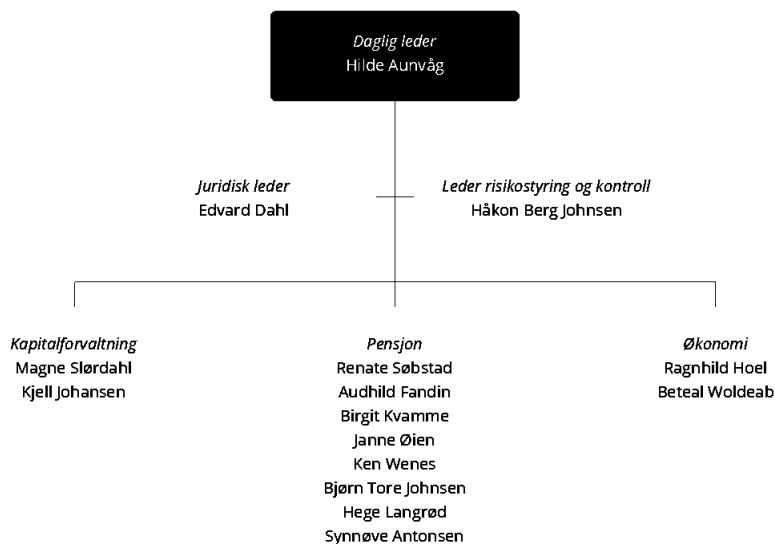 Daglig leder
Hilde Aunvåg
Juridisk leder
Edvard Dahl
Leder risikostyring og kontroll
Håkon Berg Johnsen
Kapitalforvaltning
Magne Slørdahl
Kjell Johansen
Pensjon
Renate Søbstad
Audhild Fandin
Birgit Kvamme
Janne Øien
Ken Wenes
Bjørn Tore Johnsen
Hege Langrød
Synnøve Antonsen
Økonomi
Ragnhild Hoel
Beteal Woldeab